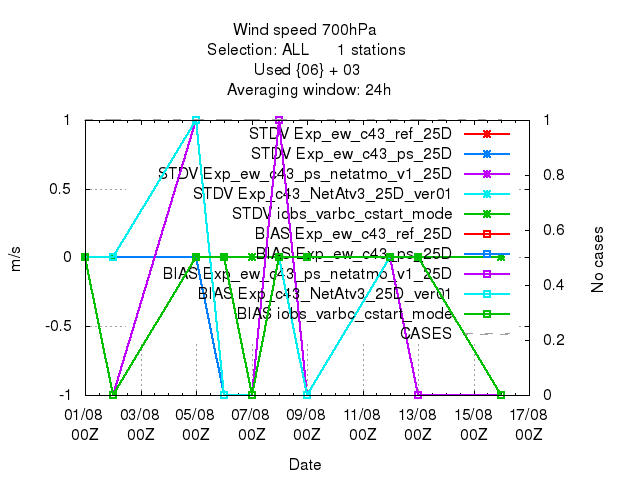 Wind speed 700hPa
Selection: ALL 1 stations
Used {06} + 03
Averaging window: 24h
1
0.5
0
-0.5
-1
m/s
1
0.8
0.6
0.4
0.2
0
No cases
STDV Exp_ew_c43_ref_25D
STDV Exp_ew_c43_ps_25D
STDV Exp_ew_c43_ps_netatmo_v1_25D
STDV Exp_c43_NetAtv3_25D_ver01
STDV iobs_varbc_cstart_mode
BIAS Exp_ew_c43_ref_25D
BIAS Exp_ew_c43_ps_25D
BIAS Exp_ew_c43_ps_netatmo_v1_25D
BIAS Exp_c43_NetAtv3_25D_ver01
BIAS iobs_varbc_cstart_mode
CASES
01/08 03/08 05/08 07/08 09/08 11/08 13/08 15/08 17/08
00Z 00Z 00Z 00Z 00Z 00Z 00Z 00Z 00Z
Date